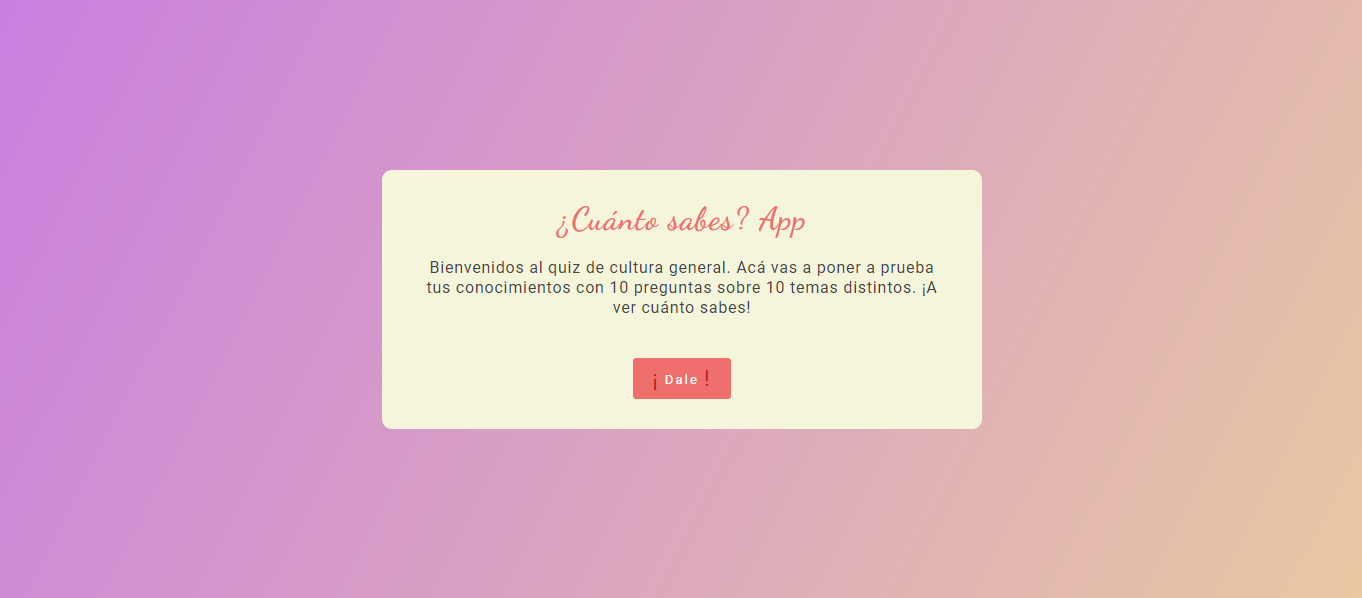 ¿Cuánto sabes? App
Bienvenidos al quiz de cultura general. Acá vas a poner a prueba
tus conocimientos con 10 preguntas sobre 10 temas distintos. ¡A
ver cuánto sabes!
¡ Dale !